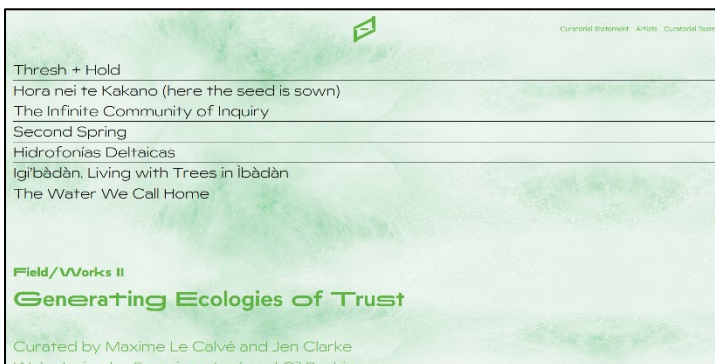 Curatorial Statement Artists Curatorial Team
Thresh + Hold
Hora nei te Kakano (here the seed is sown)
The Infinite Community of Inquiry
Second Spring
Hidrofonías Deltaicas
Igi’bàdàn. Living with Trees in Ìbàdàn
The Water We Call Home
Field/Works II
Generating Ecologies of Trust
Curated by Maxime Le Calvé and Jen Clarke